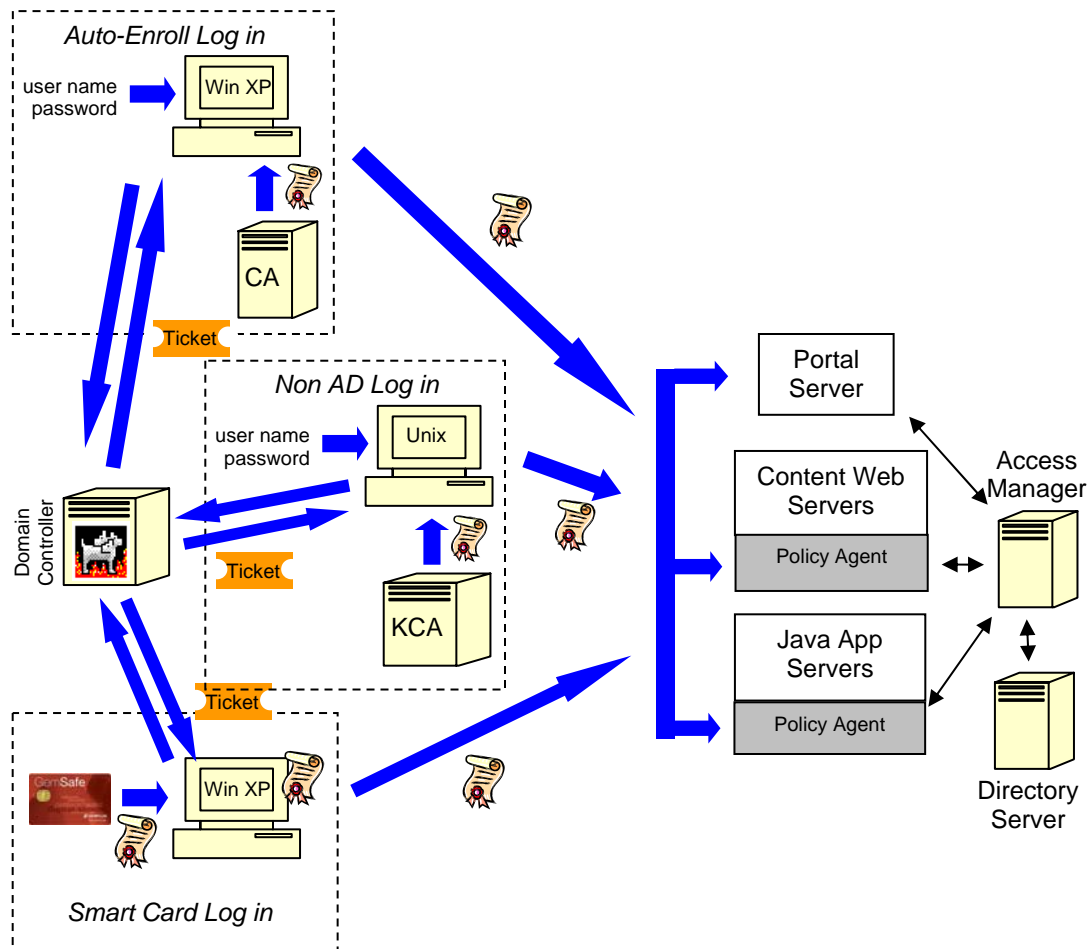 Auto-Enroll Log in
user name
password
Win XP
CA
Ticket
Non AD Log in
user name
password
Unix
Domain
Controller
Ticket
KCA
Ticket
GemSafe
Win XP
Smart Card Log in
Portal
Server
Content Web
Servers
Policy Agent
Java App
Servers
Policy Agent
Access
Manager
Directory
Server